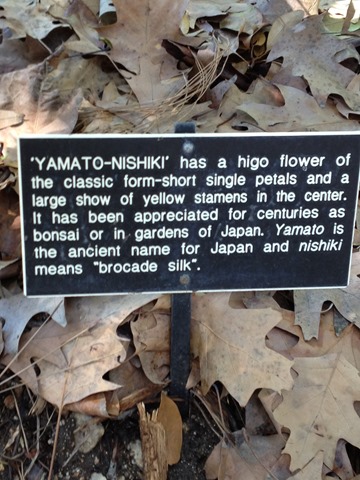 'YAMATO-NISHIKI' has a higo flower of
the classic form-short single petals and a
large show of yellow stamens in the center.
It has been appreciated for centuries as
bonsai or in gardens of Japan. Yamato is
the ancient name for Japan and nishiki
means "brocade silk".